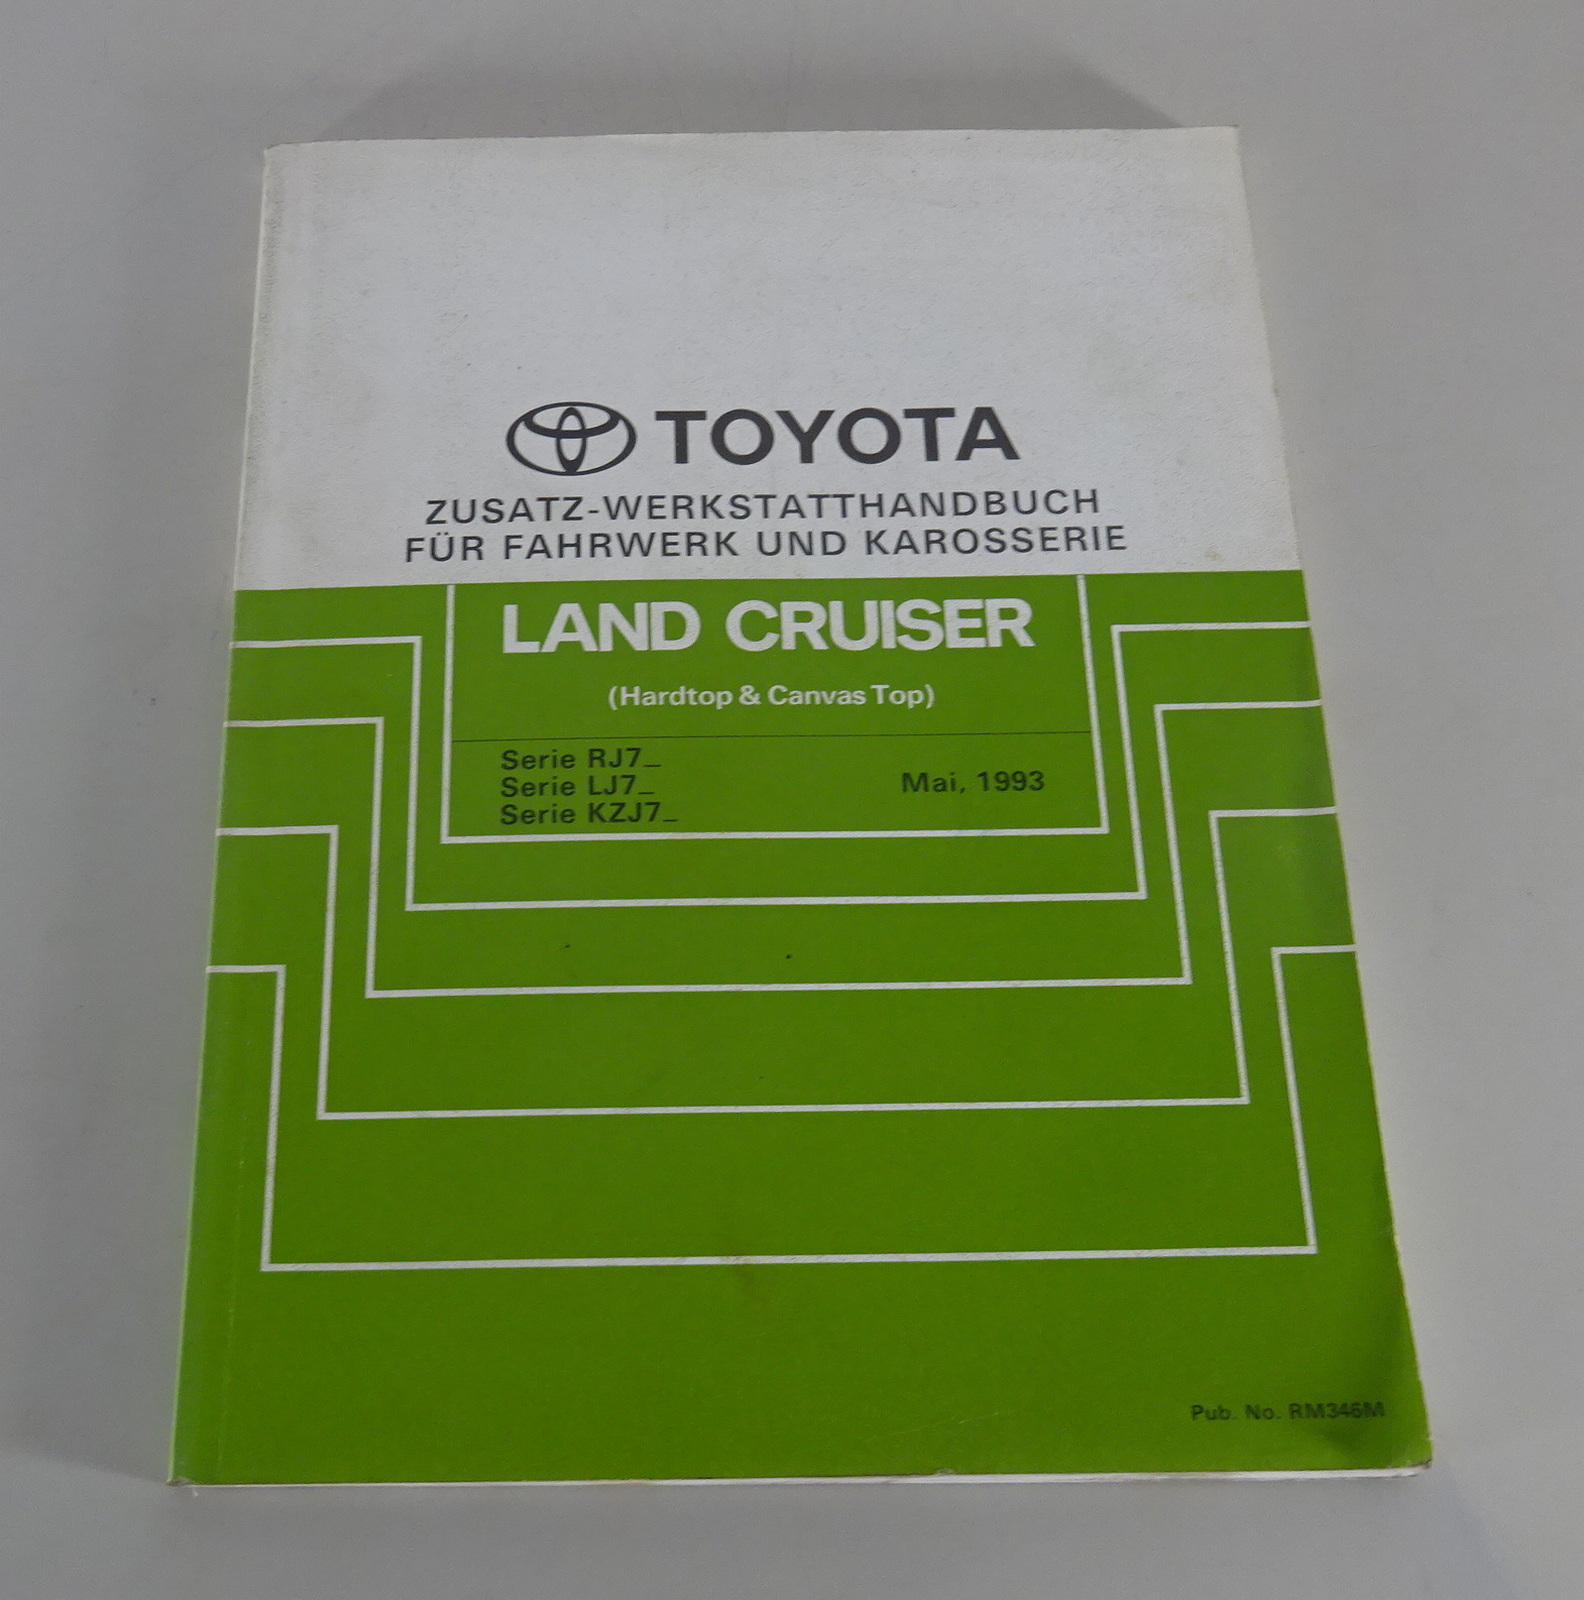 TOYOTA
ZUSATZ-WERKSTATTHANDBUCH
FÜR FAHRWERK UND KAROSSERIE
LAND CRUISER
(Hardtop & Canvas Top)
Serie RJ7_
Serie LJ7_
Serie KZJ7_
Mai, 1993
Pub. No. RM346M